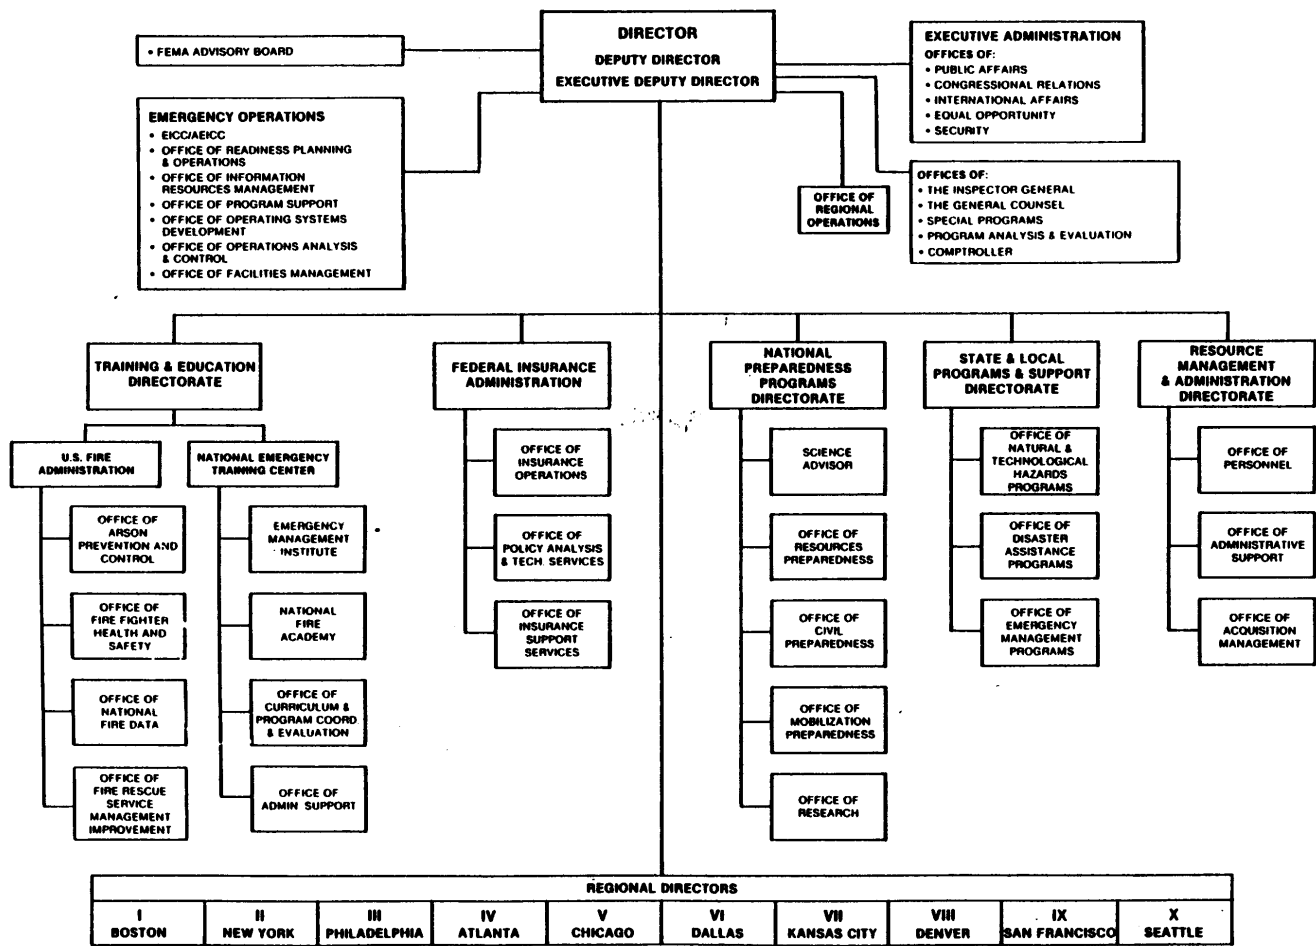 • FEMA ADVISORY BOARD
DIRECTOR
DEPUTY DIRECTOR
EXECUTIVE DEPUTY DIRECTOR
EXECUTIVE ADMINISTRATION
OFFICES OF:
• PUBLIC AFFAIRS
• CONGRESSIONAL RELATIONS
• INTERNATIONAL AFFAIRS
• EQUAL OPPORTUNITY
• SECURITY
EMERGENCY OPERATIONS
• EICC/AEICC
• OFFICE OF READINESS PLANNING
& OPERATIONS
• OFFICE OF INFORMATION
RESOURCES MANAGEMENT
• OFFICE OF PROGRAM SUPPORT
• OFFICE OF OPERATING SYSTEMS
DEVELOPMENT
• OFFICE OF OPERATIONS ANALYSIS
& CONTROL
• OFFICE OF FACILITIES MANAGEMENT
OFFICE OF
REGIONAL
OPERATIONS
OFFICES OF:
• THE INSPECTOR GENERAL
• THE GENERAL COUNSEL
• SPECIAL PROGRAMS
• PROGRAM ANALYSIS & EVALUATION
• COMPTROLLER
TRAINING & EDUCATION
DIRECTORATE
U.S. FIRE
ADMINISTRATION
OFFICE OF
ARSON
PREVENTION AND
CONTROL
OFFICE OF
FIRE FIGHTER
HEALTH AND
SAFETY
OFFICE OF
NATIONAL
FIRE DATA
OFFICE OF
FIRE RESCUE
SERVICE
MANAGEMENT
IMPROVEMENT
NATIONAL EMERGENCY
TRAINING CENTER
EMERGENCY
MANAGEMENT
INSTITUTE
NATIONAL
FIRE
ACADEMY
OFFICE OF
CURRICULUM &
PROGRAM COORD.
& EVALUATION
OFFICE OF
ADMIN SUPPORT
FEDERAL INSURANCE
ADMINISTRATION
OFFICE OF
INSURANCE
OPERATIONS
OFFICE OF
POLICY ANALYSIS
& TECH. SERVICES
OFFICE OF
INSURANCE SUPPORT
SERVICES
NATIONAL
PREPAREDNESS
PROGRAMS
DIRECTORATE
SCIENCE
ADVISOR
OFFICE OF
RESOURCES
PREPAREDNESS
OFFICE OF
CIVIL
PREPAREDNESS
OFFICE OF
MOBILIZATION
PREPAREDNESS
OFFICE OF
RESEARCH
STATE & LOCAL
PROGRAMS & SUPPORT
DIRECTORATE
OFFICE OF
NATURAL &
TECHNOLOGICAL
HAZARDS
PROGRAMS
OFFICE OF
DISASTER
ASSISTANCE
PROGRAMS
OFFICE OF
EMERGENCY
MANAGEMENT
PROGRAMS
RESOURCE
MANAGEMENT
& ADMINISTRATION
DIRECTORATE
OFFICE OF
PERSONNEL
OFFICE OF
ADMINISTRATIVE
SUPPORT
OFFICE OF
ACQUISITION
MANAGEMENT
REGIONAL DIRECTORS
I
BOSTON
II
NEW YORK
III
PHILADELPHIA
IV
ATLANTA
V
CHICAGO
VI
DALLAS
VII
KANSAS CITY
VIII
DENVER
IX
SAN FRANCISCO
X
SEATTLE